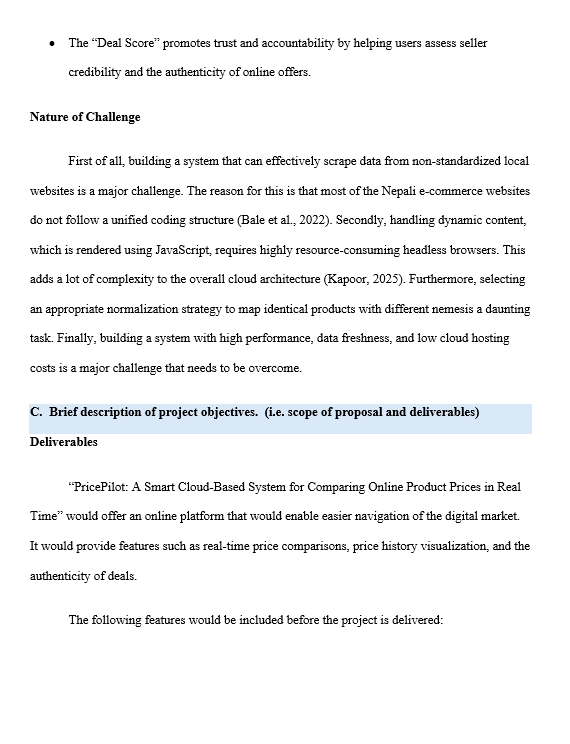 • The “Deal Score” promotes trust and accountability by helping users assess seller
credibility and the authenticity of online offers.
Nature of Challenge
First of all, building a system that can effectively scrape data from non-standardized local
websites is a major challenge. The reason for this is that most of the Nepali e-commerce websites
do not follow a unified coding structure (Bale et al., 2022). Secondly, handling dynamic content,
which is rendered using JavaScript, requires highly resource-consuming headless browsers. This
adds a lot of complexity to the overall cloud architecture (Kapoor, 2025). Furthermore, selecting
an appropriate normalization strategy to map identical products with different nemesis a daunting
task. Finally, building a system with high performance, data freshness, and low cloud hosting
costs is a major challenge that needs to be overcome.
C. Brief description of project objectives. (i.e. scope of proposal and deliverables)
Deliverables
“PricePilot: A Smart Cloud-Based System for Comparing Online Product Prices in Real
Time” would offer an online platform that would enable easier navigation of the digital market.
It would provide features such as real-time price comparisons, price history visualization, and the
authenticity of deals.
The following features would be included before the project is delivered: